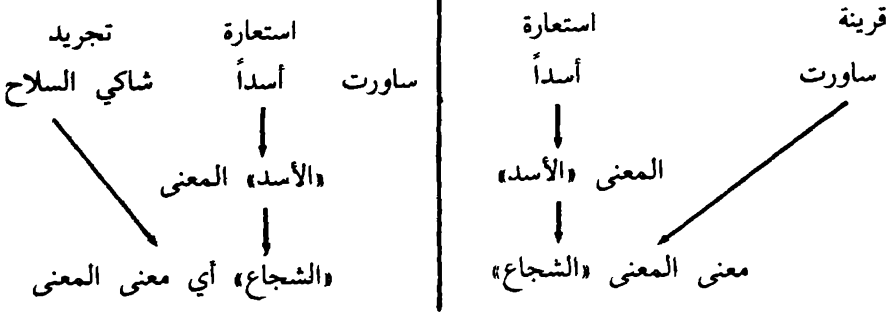 قرينة استعارة
ساورت أسداً
المعنى «الأسد»
معنى المعنى «الشجاع»
استعارة تجريد
ساورت أسداً شاكي السلاح
«الأسد» المعنى
«الشجاع» أي معنى المعنى